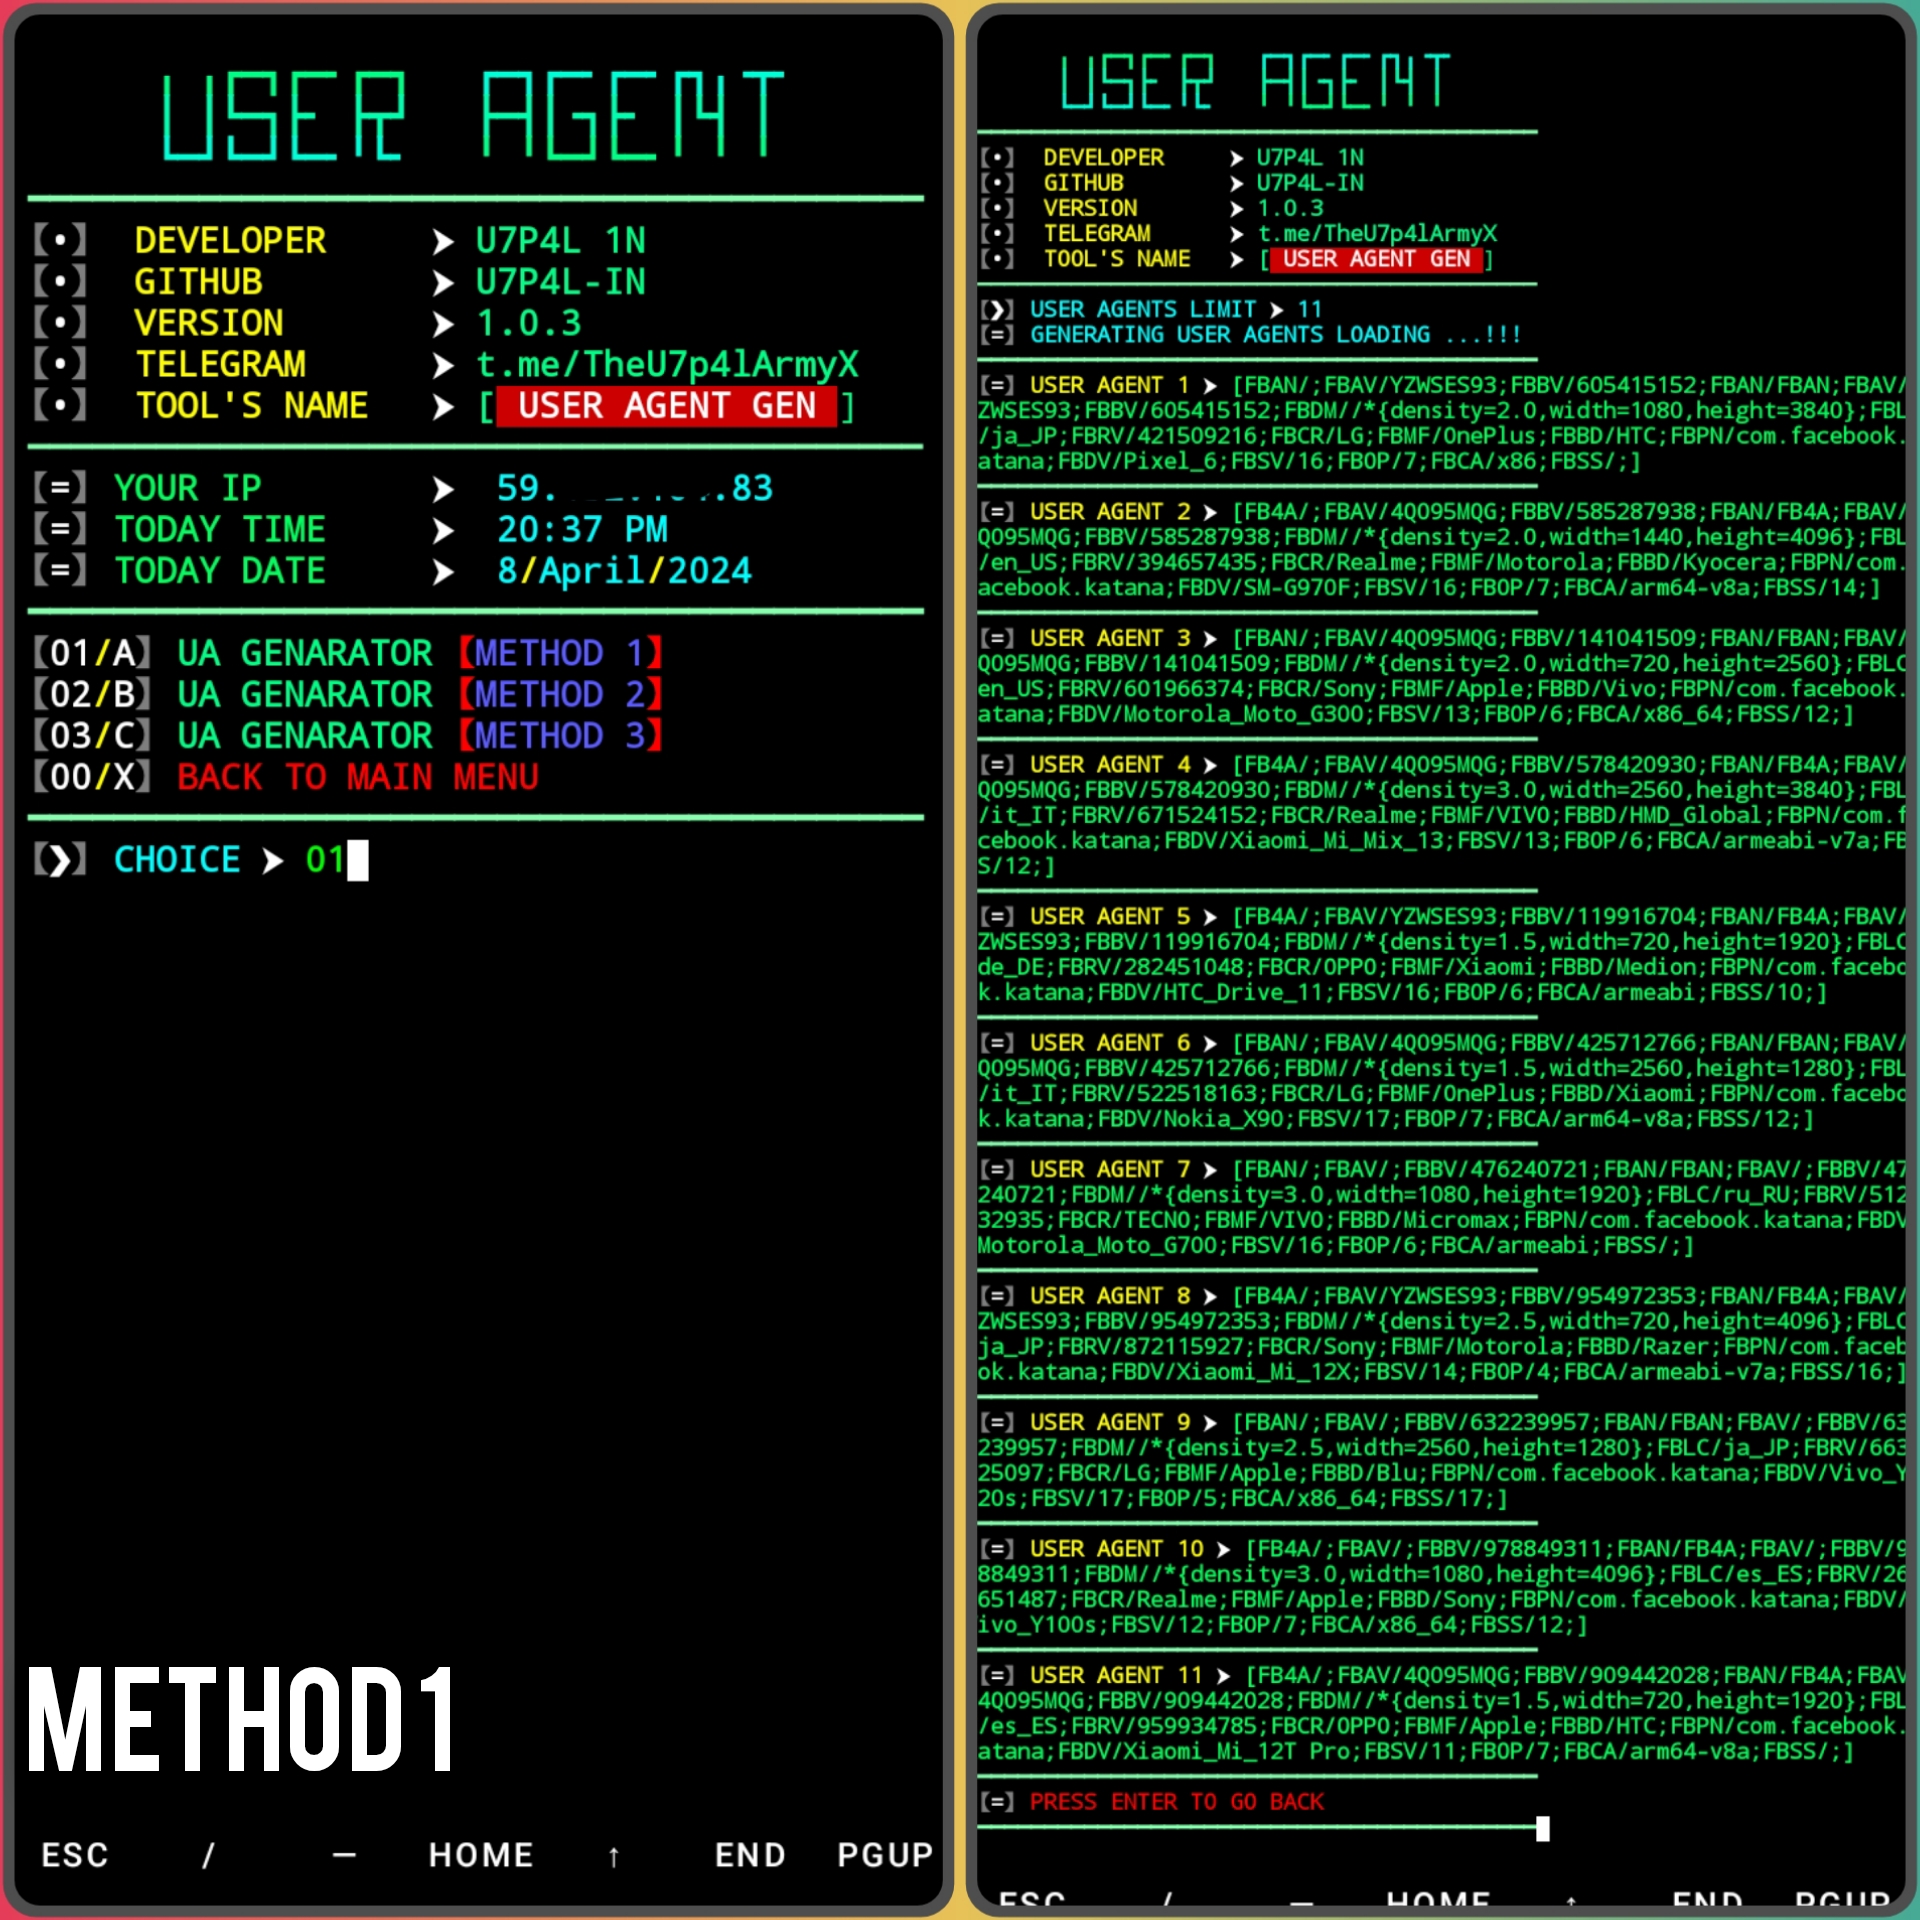 USER AGENT
[•] DEVELOPER ➤ U7P4L 1N
[•] GITHUB ➤ U7P4L-IN
[•] VERSION ➤ 1.0.3
[•] TELEGRAM ➤ t.me/TheU7p4lArmyX
[•] TOOL'S NAME ➤ [ USER AGENT GEN ]
[=] YOUR IP ➤ 59. .83
[=] TODAY TIME ➤ 20:37 PM
[=] TODAY DATE ➤ 8/April/2024
[01/A] UA GENARATOR [METHOD 1]
[02/B] UA GENARATOR [METHOD 2]
[03/C] UA GENARATOR [METHOD 3]
[00/X] BACK TO MAIN MENU
[❯] CHOICE ➤ 01
METHOD1
ESC / — HOME ↑ END PGUP
USER AGENT
[•] DEVELOPER ➤ U7P4L 1N
[•] GITHUB ➤ U7P4L-IN
[•] VERSION ➤ 1.0.3
[•] TELEGRAM ➤ t.me/TheU7p4lArmyX
[•] TOOL'S NAME ➤ [ USER AGENT GEN ]
[❯] USER AGENTS LIMIT ➤ 11
[=] GENERATING USER AGENTS LOADING ...!!!
[=] USER AGENT 1 ➤ [FBAN/;FBAV/YZWSES93;FBBV/605415152;FBAN/FBAN;FBAV/
ZWSES93;FBBV/605415152;FBDM//*{density=2.0,width=1080,height=3840};FBL
/ja_JP;FBRV/421509216;FBCR/LG;FBMF/OnePlus;FBBD/HTC;FBPN/com.facebook.
atana;FBDV/Pixel_6;FBSV/16;FBOP/7;FBCA/x86;FBSS/;]
[=] USER AGENT 2 ➤ [FB4A/;FBAV/4Q095MQG;FBBV/585287938;FBAN/FB4A;FBAV/
Q095MQG;FBBV/585287938;FBDM//*{density=2.0,width=1440,height=4096};FBL
/en_US;FBRV/394657435;FBCR/Realme;FBMF/Motorola;FBBD/Kyocera;FBPN/com.
acebook.katana;FBDV/SM-G970F;FBSV/16;FBOP/7;FBCA/arm64-v8a;FBSS/14;]
[=] USER AGENT 3 ➤ [FBAN/;FBAV/4Q095MQG;FBBV/141041509;FBAN/FBAN;FBAV/
Q095MQG;FBBV/141041509;FBDM//*{density=2.0,width=720,height=2560};FBLC
en_US;FBRV/601966374;FBCR/Sony;FBMF/Apple;FBBD/Vivo;FBPN/com.facebook.
atana;FBDV/Motorola_Moto_G300;FBSV/13;FBOP/6;FBCA/x86_64;FBSS/12;]
[=] USER AGENT 4 ➤ [FB4A/;FBAV/4Q095MQG;FBBV/578420930;FBAN/FB4A;FBAV/
Q095MQG;FBBV/578420930;FBDM//*{density=3.0,width=2560,height=3840};FBL
/it_IT;FBRV/671524152;FBCR/Realme;FBMF/VIVO;FBBD/HMD_Global;FBPN/com.f
cebook.katana;FBDV/Xiaomi_Mi_Mix_13;FBSV/13;FBOP/6;FBCA/armeabi-v7a;FB
S/12;]
[=] USER AGENT 5 ➤ [FB4A/;FBAV/YZWSES93;FBBV/119916704;FBAN/FB4A;FBAV/
ZWSES93;FBBV/119916704;FBDM//*{density=1.5,width=720,height=1920};FBLC
de_DE;FBRV/282451048;FBCR/OPPO;FBMF/Xiaomi;FBBD/Medion;FBPN/com.facebo
k.katana;FBDV/HTC_Drive_11;FBSV/16;FBOP/6;FBCA/armeabi;FBSS/10;]
[=] USER AGENT 6 ➤ [FBAN/;FBAV/4Q095MQG;FBBV/425712766;FBAN/FBAN;FBAV/
Q095MQG;FBBV/425712766;FBDM//*{density=1.5,width=2560,height=1280};FBL
/it_IT;FBRV/522518163;FBCR/LG;FBMF/OnePlus;FBBD/Xiaomi;FBPN/com.facebo
k.katana;FBDV/Nokia_X90;FBSV/17;FBOP/7;FBCA/arm64-v8a;FBSS/12;]
[=] USER AGENT 7 ➤ [FBAN/;FBAV/;FBBV/476240721;FBAN/FBAN;FBAV/;FBBV/47
240721;FBDM//*{density=3.0,width=1080,height=1920};FBLC/ru_RU;FBRV/512
32935;FBCR/TECNO;FBMF/VIVO;FBBD/Micromax;FBPN/com.facebook.katana;FBDV
Motorola_Moto_G700;FBSV/16;FBOP/6;FBCA/armeabi;FBSS/;]
[=] USER AGENT 8 ➤ [FB4A/;FBAV/YZWSES93;FBBV/954972353;FBAN/FB4A;FBAV/
ZWSES93;FBBV/954972353;FBDM//*{density=2.5,width=720,height=4096};FBLC
ja_JP;FBRV/872115927;FBCR/Sony;FBMF/Motorola;FBBD/Razer;FBPN/com.faceb
ok.katana;FBDV/Xiaomi_Mi_12X;FBSV/14;FBOP/4;FBCA/armeabi-v7a;FBSS/16;]
[=] USER AGENT 9 ➤ [FBAN/;FBAV/;FBBV/632239957;FBAN/FBAN;FBAV/;FBBV/63
239957;FBDM//*{density=2.5,width=2560,height=1280};FBLC/ja_JP;FBRV/663
25097;FBCR/LG;FBMF/Apple;FBBD/Blu;FBPN/com.facebook.katana;FBDV/Vivo_Y
20s;FBSV/17;FBOP/5;FBCA/x86_64;FBSS/17;]
[=] USER AGENT 10 ➤ [FB4A/;FBAV/;FBBV/978849311;FBAN/FB4A;FBAV/;FBBV/9
8849311;FBDM//*{density=3.0,width=1080,height=4096};FBLC/es_ES;FBRV/26
651487;FBCR/Realme;FBMF/Apple;FBBD/Sony;FBPN/com.facebook.katana;FBDV/
ivo_Y100s;FBSV/12;FBOP/7;FBCA/x86_64;FBSS/12;]
[=] USER AGENT 11 ➤ [FB4A/;FBAV/4Q095MQG;FBBV/909442028;FBAN/FB4A;FBAV
4Q095MQG;FBBV/909442028;FBDM//*{density=1.5,width=720,height=1920};FBL
/es_ES;FBRV/959934785;FBCR/OPPO;FBMF/Apple;FBBD/HTC;FBPN/com.facebook.
atana;FBDV/Xiaomi_Mi_12T Pro;FBSV/11;FBOP/7;FBCA/arm64-v8a;FBSS/;]
[=] PRESS ENTER TO GO BACK
ESC / — HOME ↑ END PGUP